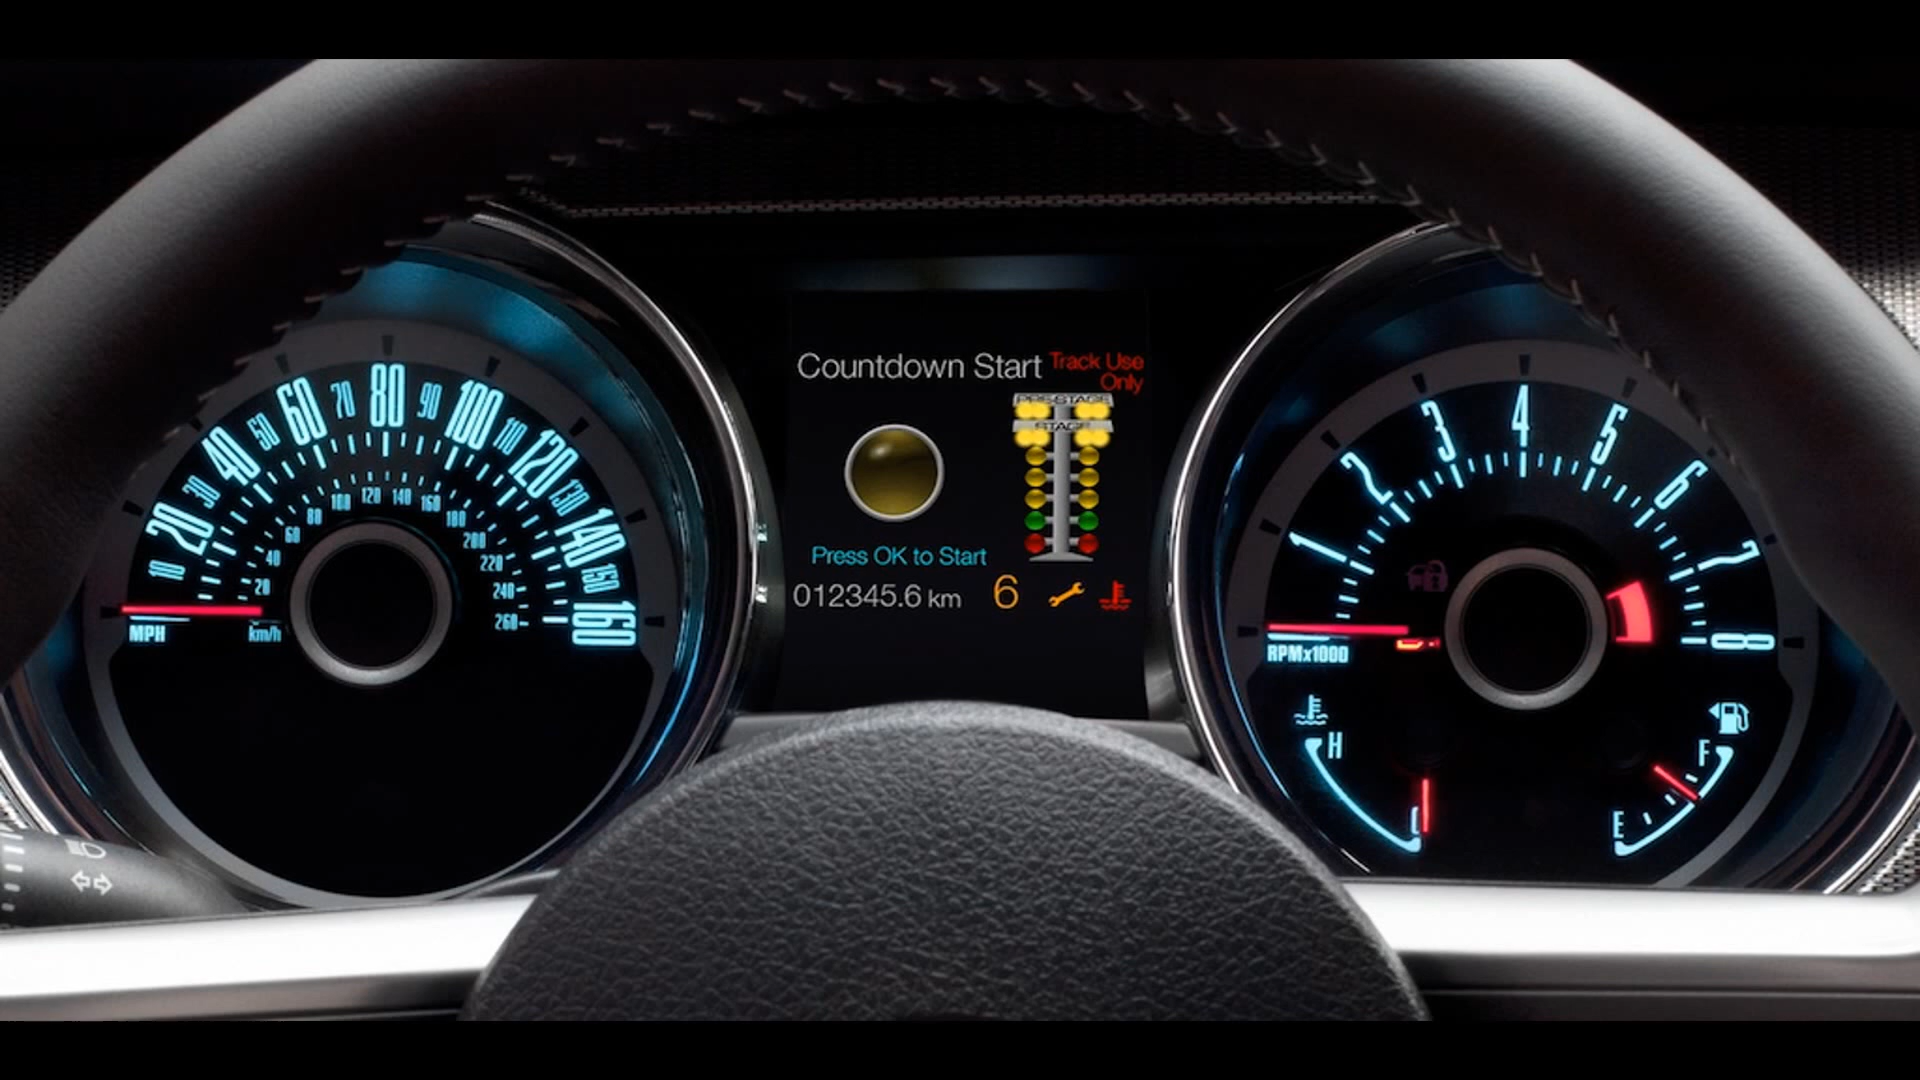 10 20 30 40 50 60 70 80 90 100 110 120 130 140 150 160
20 40 60 80 100 120 140 160 180 200 220 240 260
MPH km/h
Countdown Start Track Use
Only
PRE-STAGE
STAGE
Press OK to Start
012345.6 km 6
1 2 3 4 5 6 7 8
RPMx1000
H
L
F
E